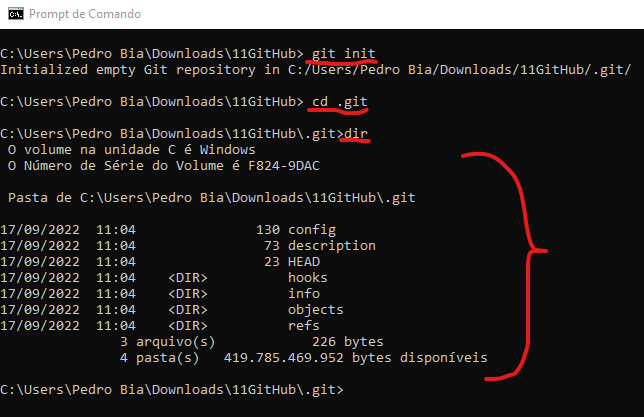 Prompt de Comando
C:\Users\Pedro Bia\Downloads\11GitHub> git init
Initialized empty Git repository in C:/Users/Pedro Bia/Downloads/11GitHub/.git/
C:\Users\Pedro Bia\Downloads\11GitHub> cd .git
C:\Users\Pedro Bia\Downloads\11GitHub\.git>dir
O volume na unidade C é Windows
O Número de Série do Volume é F824-9DAC
Pasta de C:\Users\Pedro Bia\Downloads\11GitHub\.git
17/09/2022  11:04               130 config
17/09/2022  11:04                73 description
17/09/2022  11:04                23 HEAD
17/09/2022  11:04    <DIR>          hooks
17/09/2022  11:04    <DIR>          info
17/09/2022  11:04    <DIR>          objects
17/09/2022  11:04    <DIR>          refs
3 arquivo(s)            226 bytes
4 pasta(s)   419.785.469.952 bytes disponíveis
C:\Users\Pedro Bia\Downloads\11GitHub\.git>